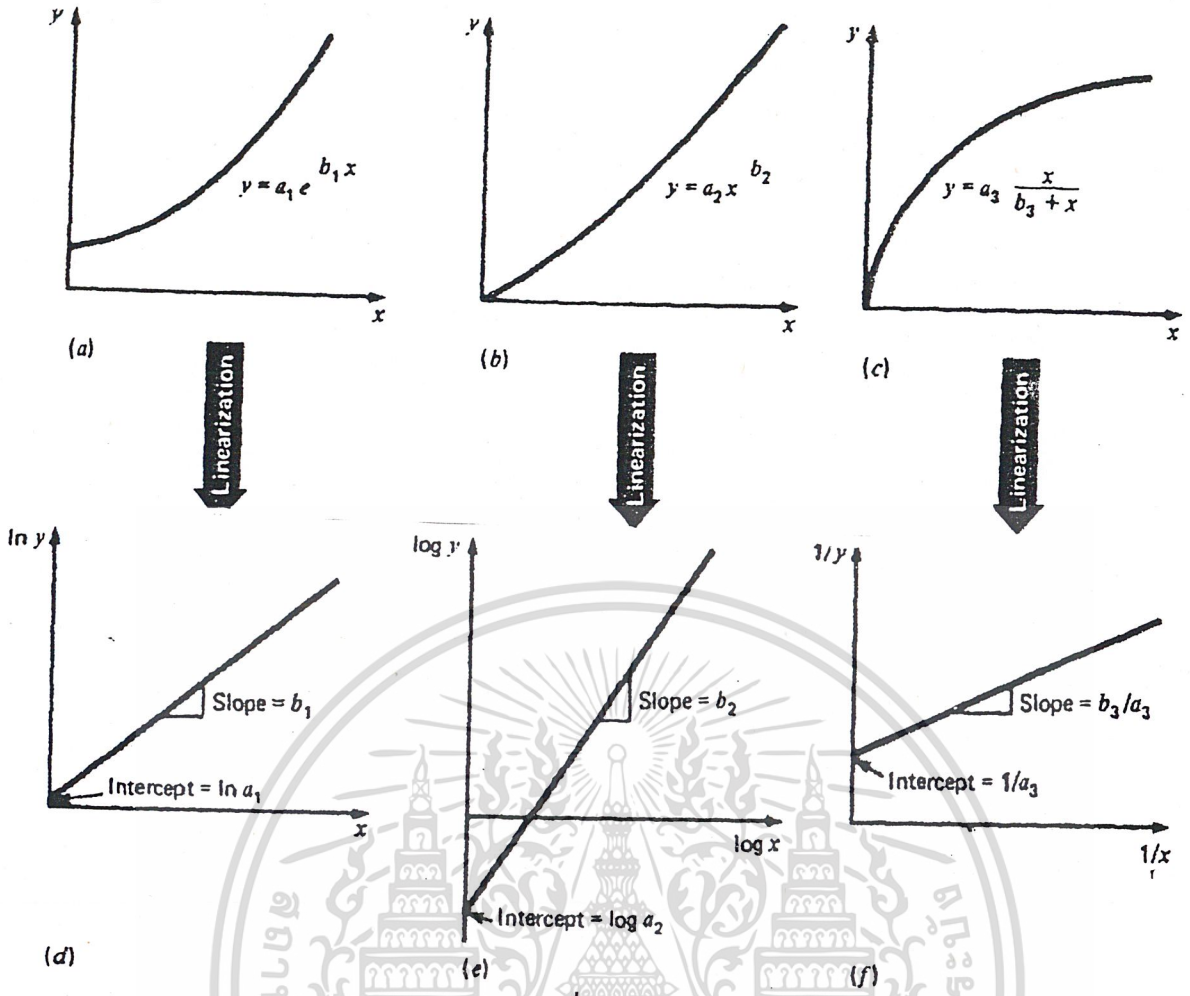 y
y = a₁ e^{b₁ x}
x
(a)
y
y = a₂ x^{b₂}
x
(b)
y
y = a₃ x / (b₃ + x)
x
(c)
Linearization
Linearization
Linearization
ln y
Slope = b₁
Intercept = ln a₁
x
(d)
log y
Slope = b₂
log x
Intercept = log a₂
(e)
1/y
Slope = b₃/a₃
Intercept = 1/a₃
1/x
(f)